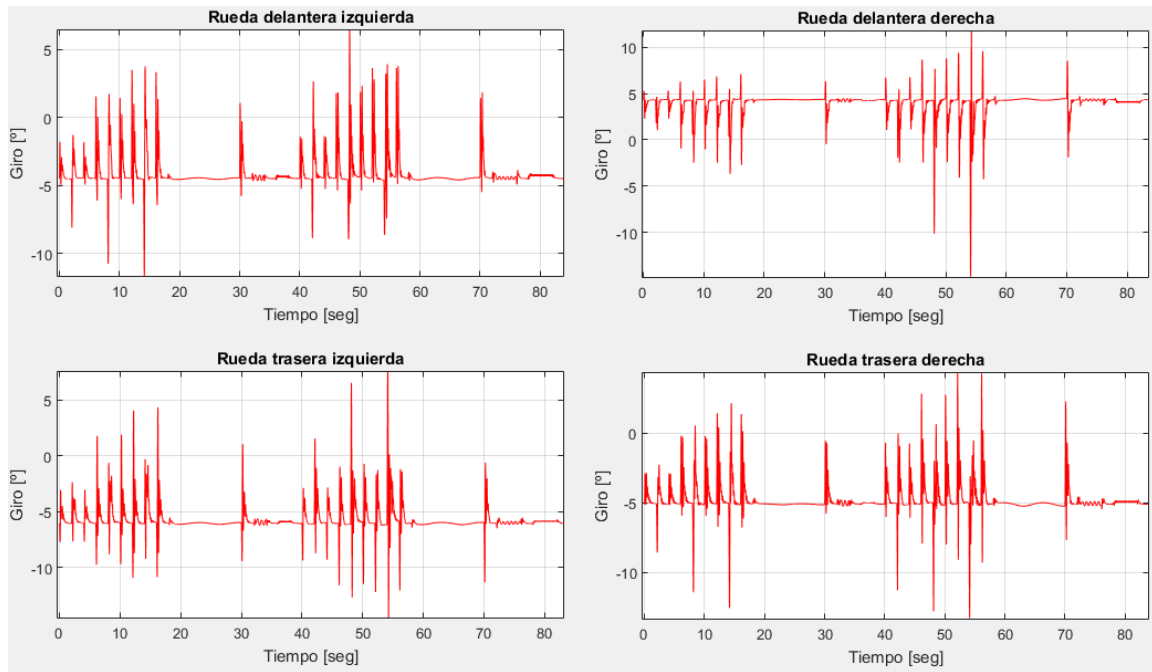 Rueda delantera izquierda
5
0
-5
-10
Giro [º]
0 10 20 30 40 50 60 70 80
Tiempo [seg]
Rueda delantera derecha
10
5
0
-5
-10
Giro [º]
0 10 20 30 40 50 60 70 80
Tiempo [seg]
Rueda trasera izquierda
5
0
-5
-10
Giro [º]
0 10 20 30 40 50 60 70 80
Tiempo [seg]
Rueda trasera derecha
0
-5
-10
Giro [º]
0 10 20 30 40 50 60 70 80
Tiempo [seg]